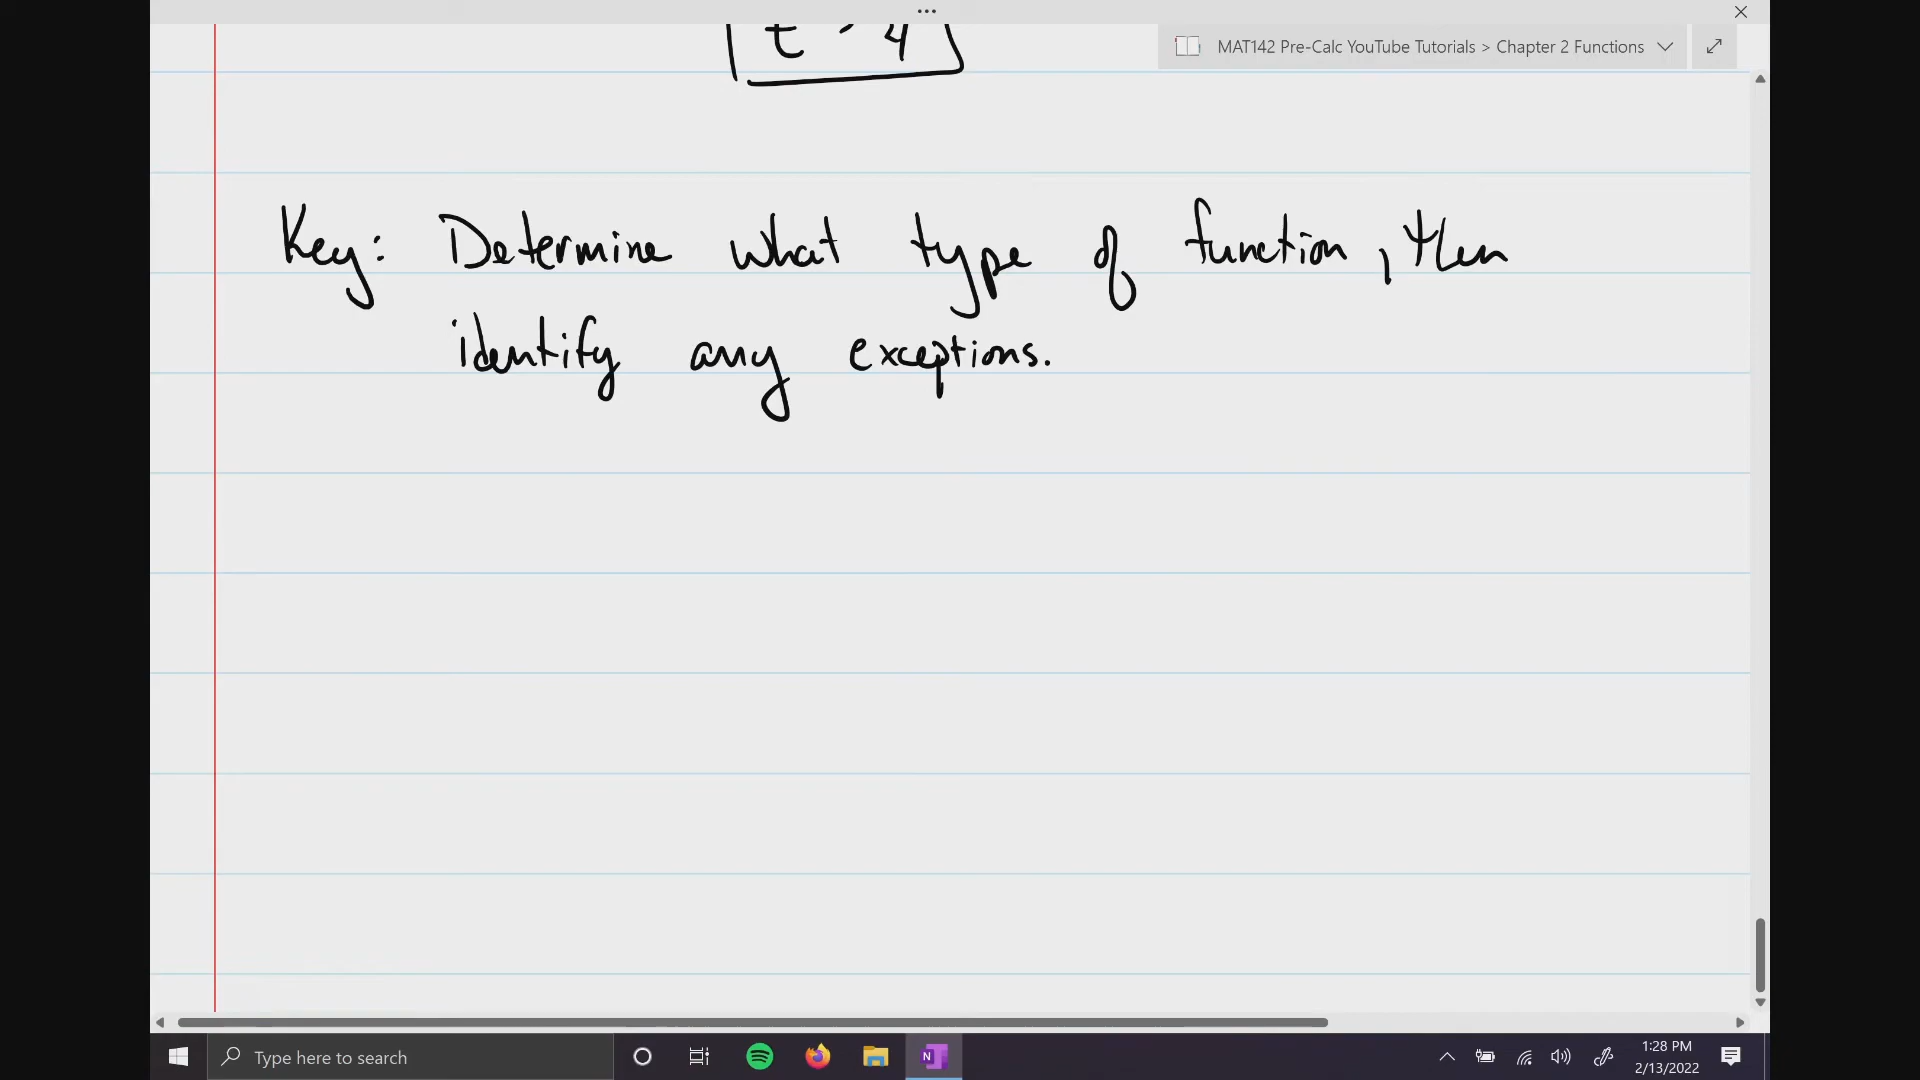 t > 4
MAT142 Pre-Calc YouTube Tutorials > Chapter 2 Functions
Key: Determine what type of function, then
identify any exceptions.
Type here to search
N
1:28 PM
2/13/2022